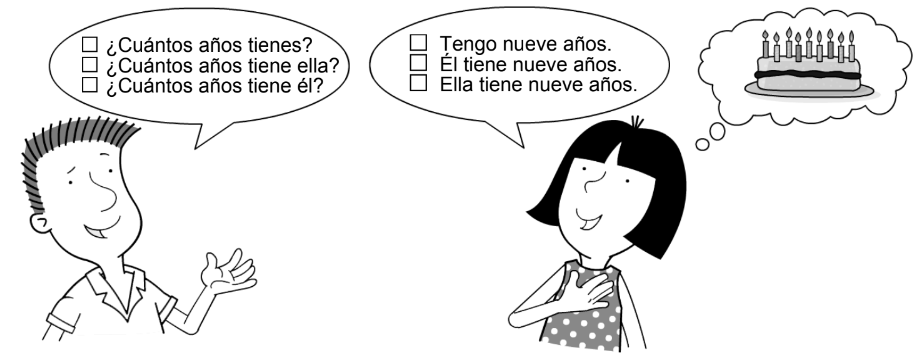 ¿Cuántos años tienes?
¿Cuántos años tiene ella?
¿Cuántos años tiene él?
Tengo nueve años.
Él tiene nueve años.
Ella tiene nueve años.